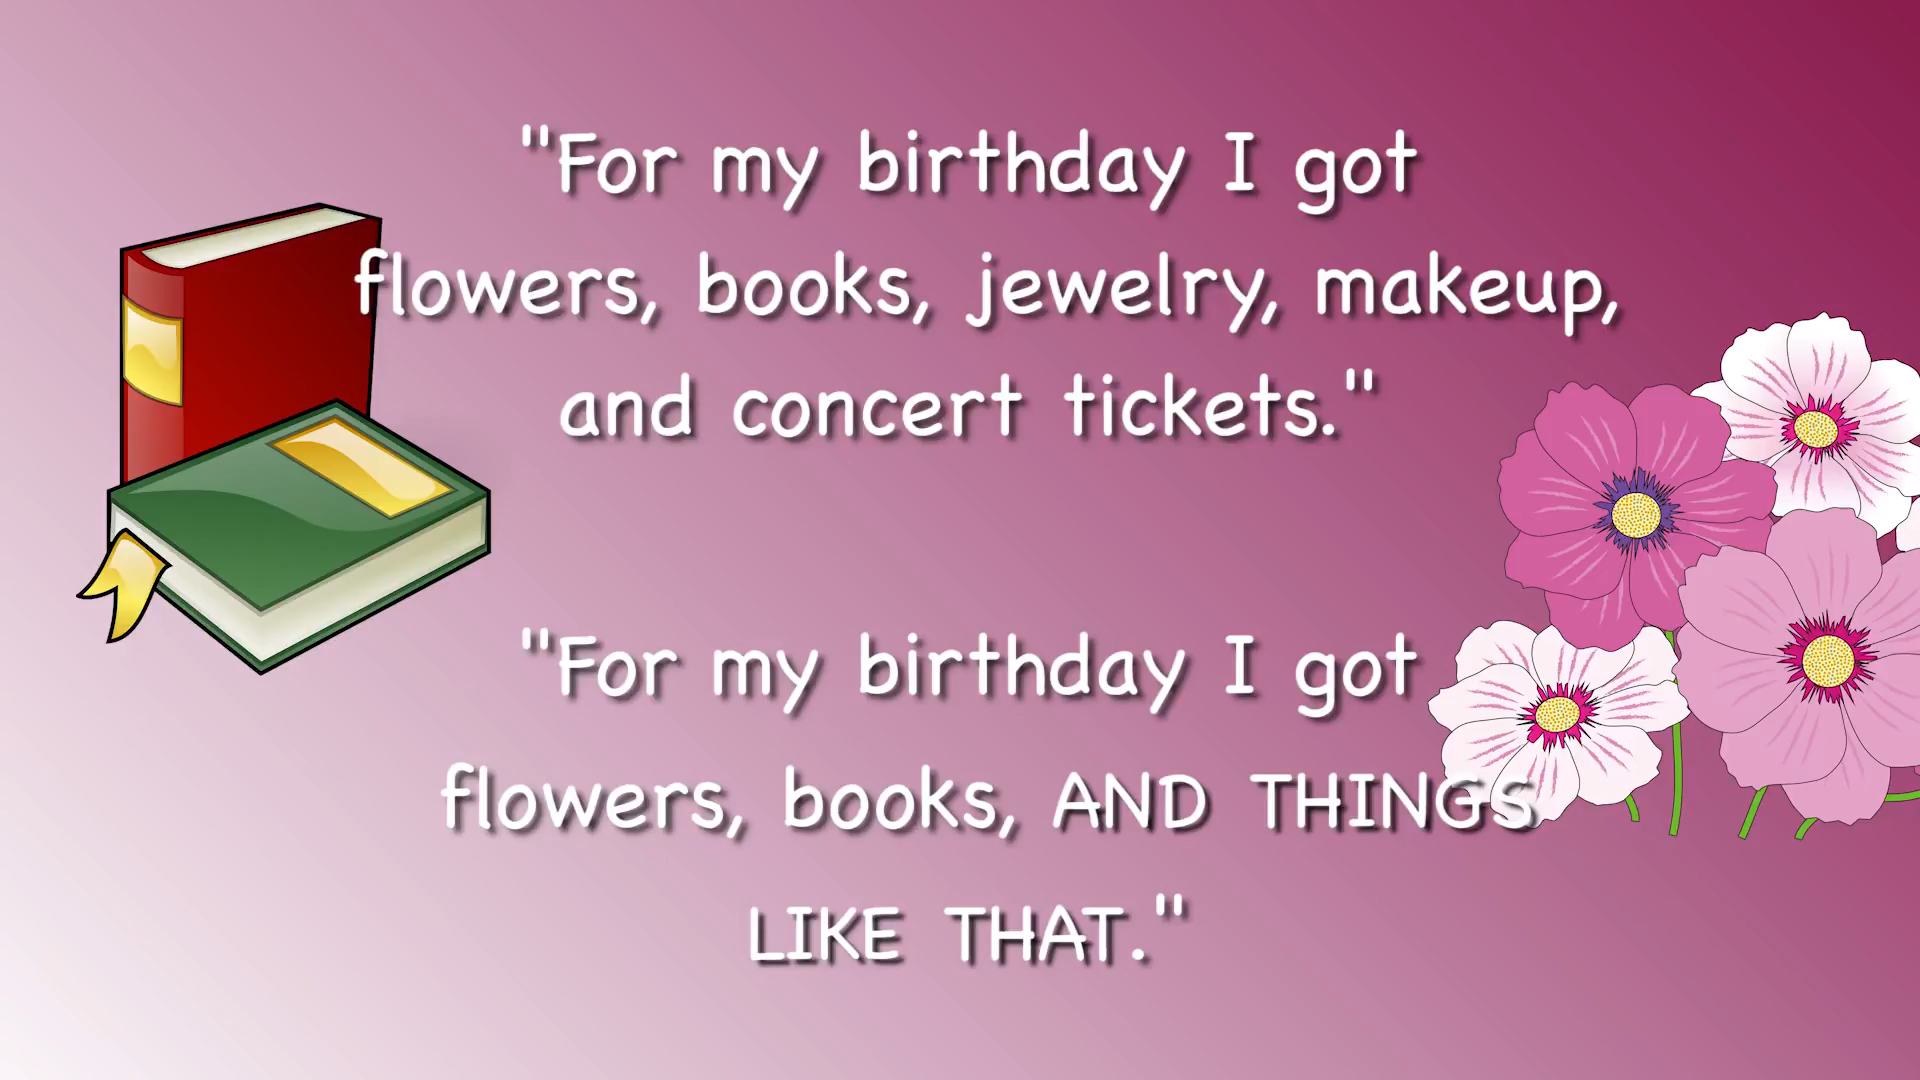 "For my birthday I got
flowers, books, jewelry, makeup,
and concert tickets."
"For my birthday I got
flowers, books, AND THINGS
LIKE THAT."